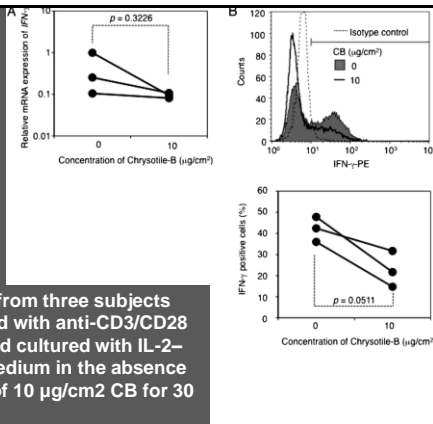 A
Relative mRNA expression of IFN-γ
p = 0.3226
10
1
0.1
0.01
0
10
Concentration of Chrysotile-B (μg/cm²)
B
120
100
80
60
40
20
0
Counts
Isotype control
CB (μg/cm²)
0
10
10⁰ 10¹ 10² 10³ 10
IFN-γ-PE
60
50
40
30
20
10
0
IFN-γ positive cells (%)
p = 0.0511
0
10
Concentration of Chrysotile-B (μg/cm²)
from three subjects
d with anti-CD3/CD28
d cultured with IL-2–
edium in the absence
of 10 μg/cm2 CB for 30